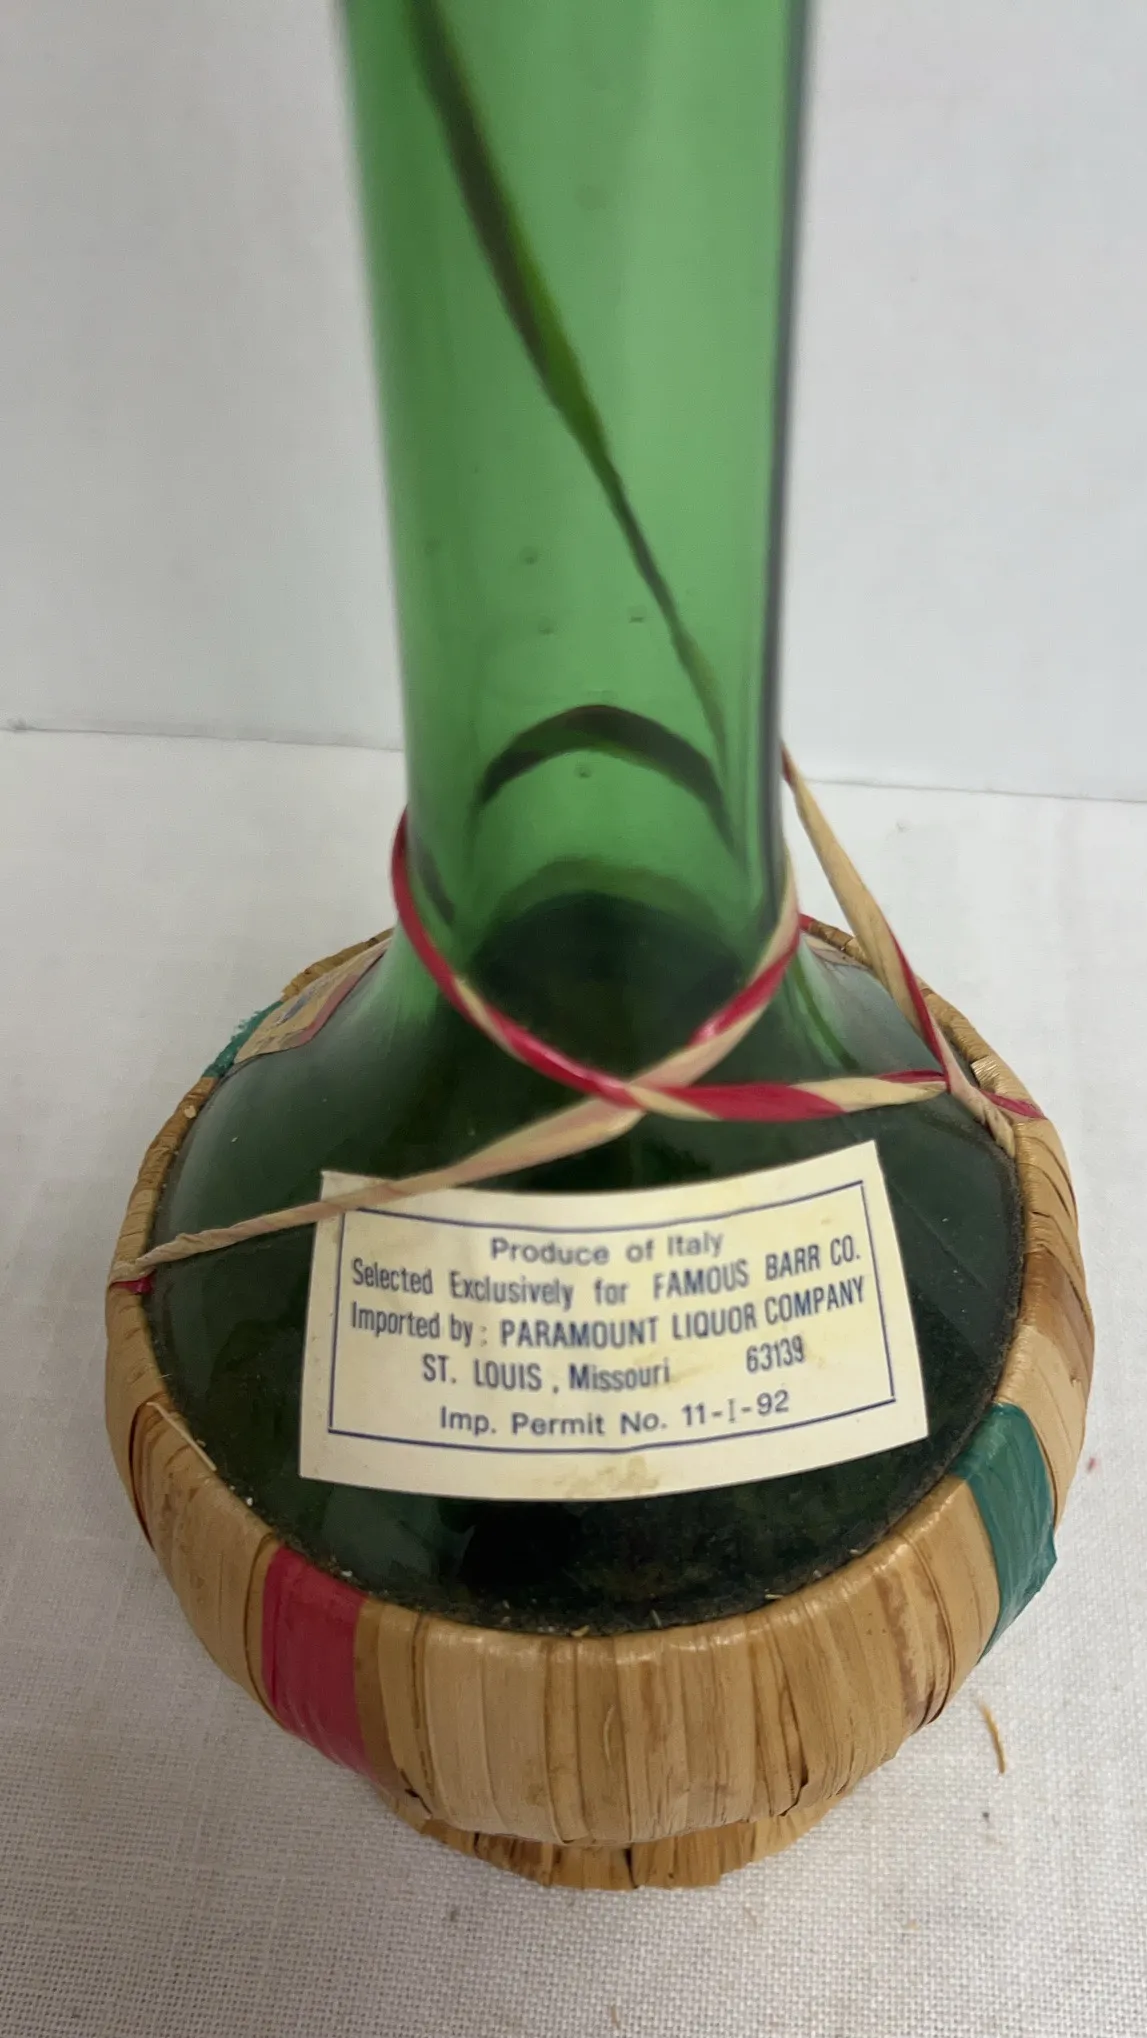 Produce of Italy
Selected Exclusively for FAMOUS BARR CO.
Imported by: PARAMOUNT LIQUOR COMPANY
ST. LOUIS, Missouri 63139
Imp. Permit No. 11-I-92